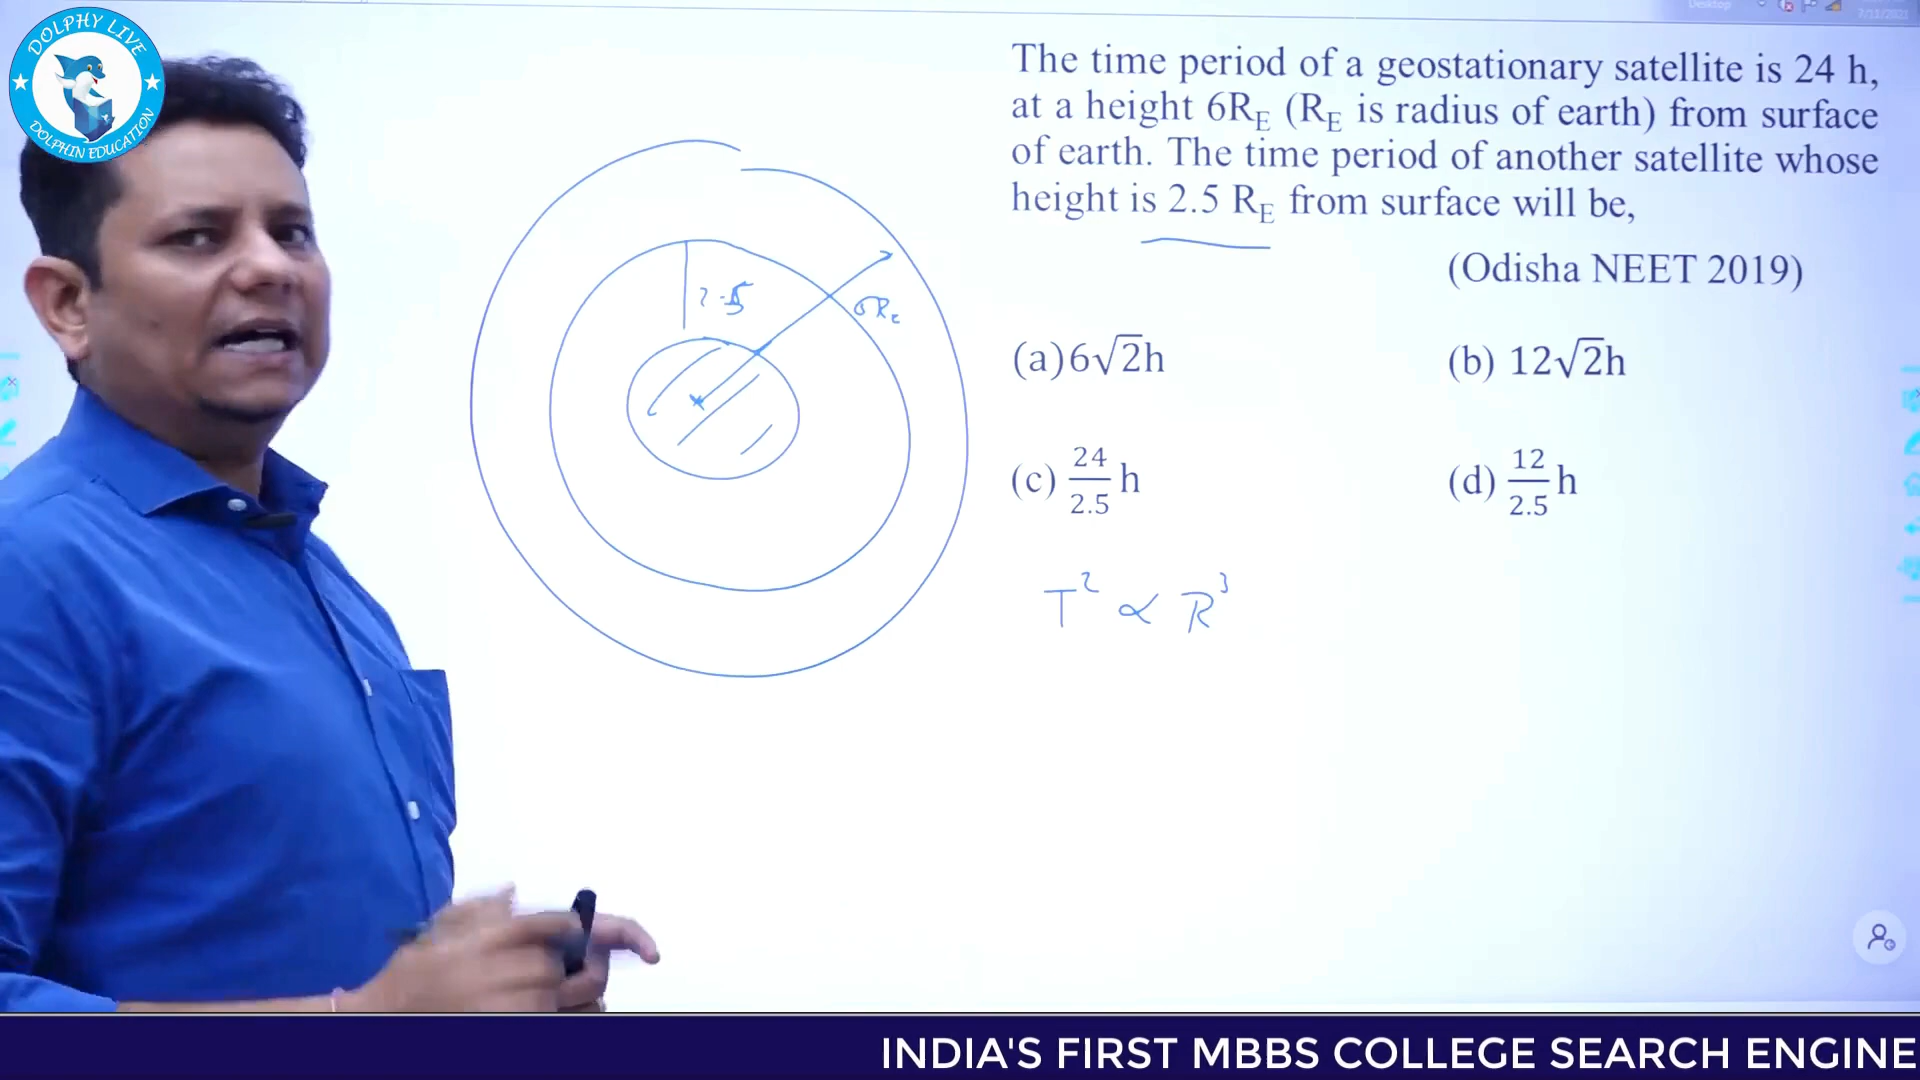 DOLPHY LIVE
DOLPHIN EDUCATION
Desktop
The time period of a geostationary satellite is 24 h,
at a height 6R_E (R_E is radius of earth) from surface
of earth. The time period of another satellite whose
height is 2.5 R_E from surface will be,
(Odisha NEET 2019)
(a) 6√2h
(b) 12√2h
(c) 24/2.5 h
(d) 12/2.5 h
2.5
6R_E
T² ∝ R³
INDIA'S FIRST MBBS COLLEGE SEARCH ENGINE